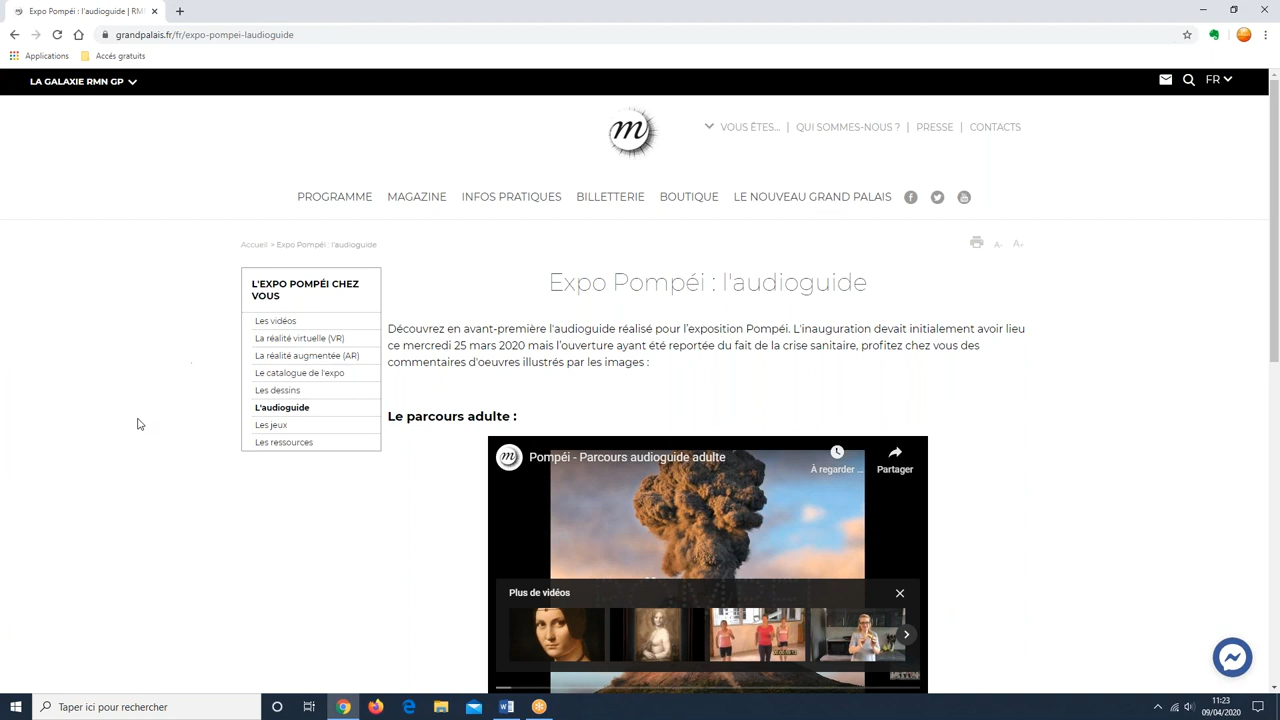 Expo Pompéi : l'audioguide | RM
grandpalais.fr/fr/expo-pompei-laudioguide
Applications
Accés gratuits
LA GALAXIE RMN GP
FR
m
VOUS ÊTES... | QUI SOMMES-NOUS ? | PRESSE | CONTACTS
PROGRAMME MAGAZINE INFOS PRATIQUES BILLETTERIE BOUTIQUE LE NOUVEAU GRAND PALAIS
Accueil > Expo Pompéi : l'audioguide
A- A+
L'EXPO POMPÉI CHEZ
VOUS
Les vidéos
La réalité virtuelle (VR)
La réalité augmentée (AR)
Le catalogue de l'expo
Les dessins
L'audioguide
Les jeux
Les ressources
Expo Pompéi : l'audioguide
Découvrez en avant-première l'audioguide réalisé pour l'exposition Pompéi. L'inauguration devait initialement avoir lieu
ce mercredi 25 mars 2020 mais l'ouverture ayant été reportée du fait de la crise sanitaire, profitez chez vous des
commentaires d'oeuvres illustrés par les images :
Le parcours adulte :
m
Pompéi - Parcours audioguide adulte
À regarder ...
Partager
Plus de vidéos
Taper ici pour rechercher
11:23
09/04/2020